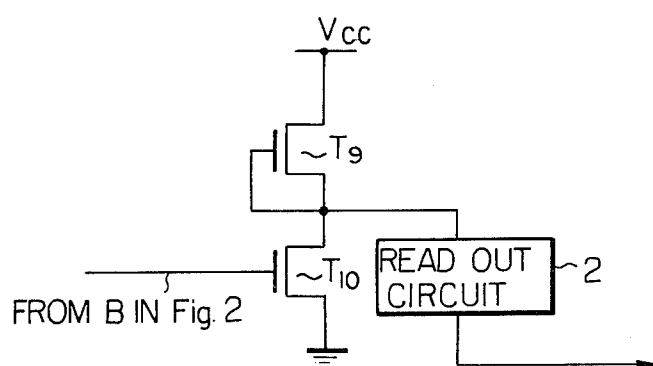 Vcc
T9
READ OUT
CIRCUIT
2
T10
FROM B IN Fig. 2